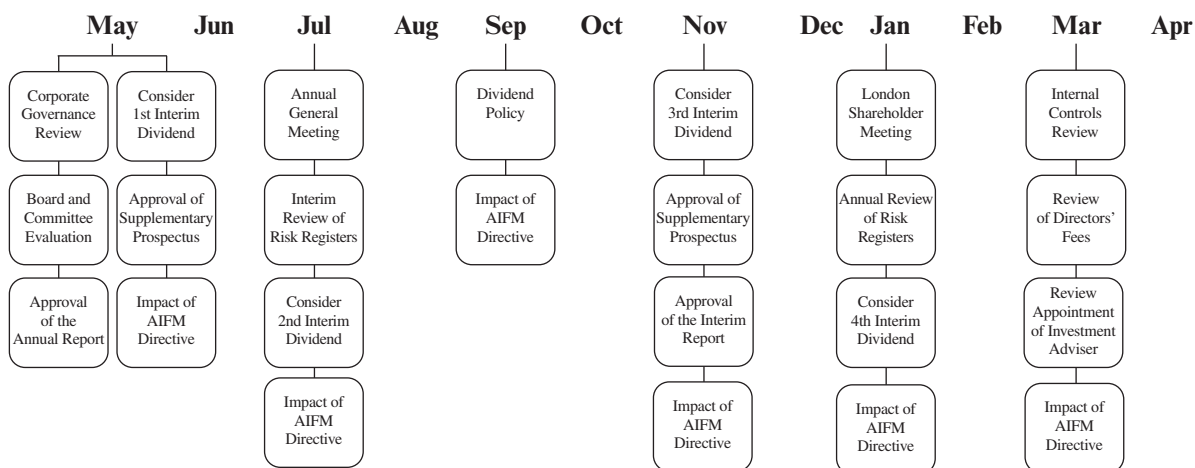 May Jun Jul Aug Sep Oct Nov Dec Jan Feb Mar Apr
Corporate
Governance
Review
Board and
Committee
Evaluation
Approval
of the
Annual Report
Consider
1st Interim
Dividend
Approval of
Supplementary
Prospectus
Impact of
AIFM
Directive
Annual
General
Meeting
Interim
Review of
Risk Registers
Consider
2nd Interim
Dividend
Impact of
AIFM
Directive
Dividend
Policy
Impact of
AIFM
Directive
Consider
3rd Interim
Dividend
Approval of
Supplementary
Prospectus
Approval
of the Interim
Report
Impact of
AIFM
Directive
London
Shareholder
Meeting
Annual Review
of Risk
Registers
Consider
4th Interim
Dividend
Impact of
AIFM
Directive
Internal
Controls
Review
Review
of Directors’
Fees
Review
Appointment
of Investment
Adviser
Impact of
AIFM
Directive